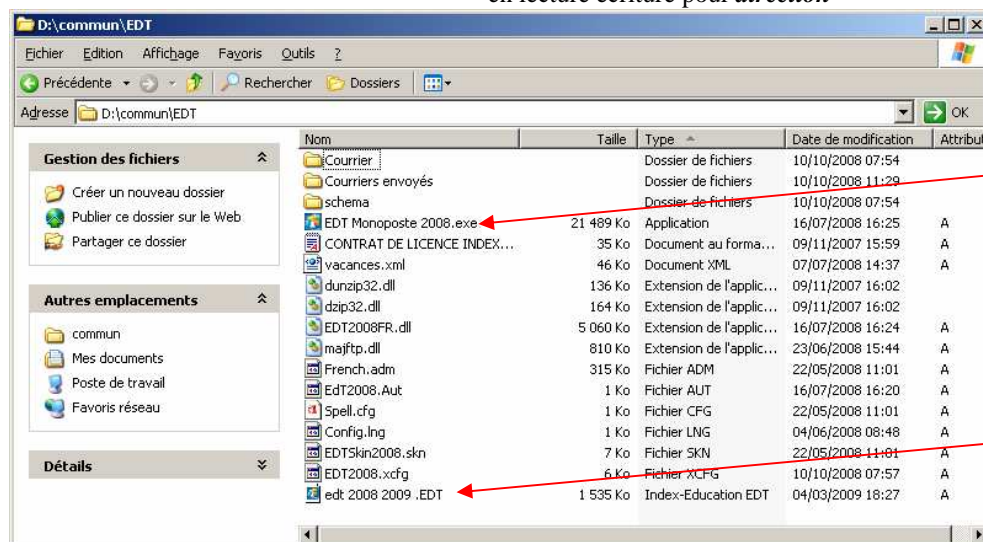 en lecture écriture pour direction
D:\commun\EDT
Fichier Edition Affichage Favoris Outils ?
Précédente Rechercher Dossiers
Adresse D:\commun\EDT OK
Gestion des fichiers
Créer un nouveau dossier
Publier ce dossier sur le Web
Partager ce dossier
Autres emplacements
commun
Mes documents
Poste de travail
Favoris réseau
Détails
Nom Taille Type Date de modification Attribut
Courrier Dossier de fichiers 10/10/2008 07:54
Courriers envoyés Dossier de fichiers 10/10/2008 11:29
schema Dossier de fichiers 10/10/2008 07:54
EDT Monoposte 2008.exe 21 489 Ko Application 16/07/2008 16:25 A
CONTRAT DE LICENCE INDEX... 35 Ko Document au forma... 09/11/2007 15:59 A
vacances.xml 46 Ko Document XML 07/07/2008 14:37 A
dunzip32.dll 136 Ko Extension de l'applic... 09/11/2007 16:02
dzip32.dll 164 Ko Extension de l'applic... 09/11/2007 16:02
EDT2008FR.dll 5 060 Ko Extension de l'applic... 16/07/2008 16:24 A
majftp.dll 810 Ko Extension de l'applic... 23/06/2008 15:44 A
French.adm 315 Ko Fichier ADM 22/05/2008 11:01 A
EdT2008.Aut 1 Ko Fichier AUT 16/07/2008 16:20 A
Spell.cfg 1 Ko Fichier CFG 22/05/2008 11:01 A
Config.lng 1 Ko Fichier LNG 04/06/2008 08:48 A
EDTSkin2008.skn 7 Ko Fichier SKN 22/05/2008 11:01 A
EDT2008.xcfg 6 Ko Fichier XCFG 10/10/2008 07:57 A
edt 2008 2009 .EDT 1 535 Ko Index-Education EDT 04/03/2009 18:27 A